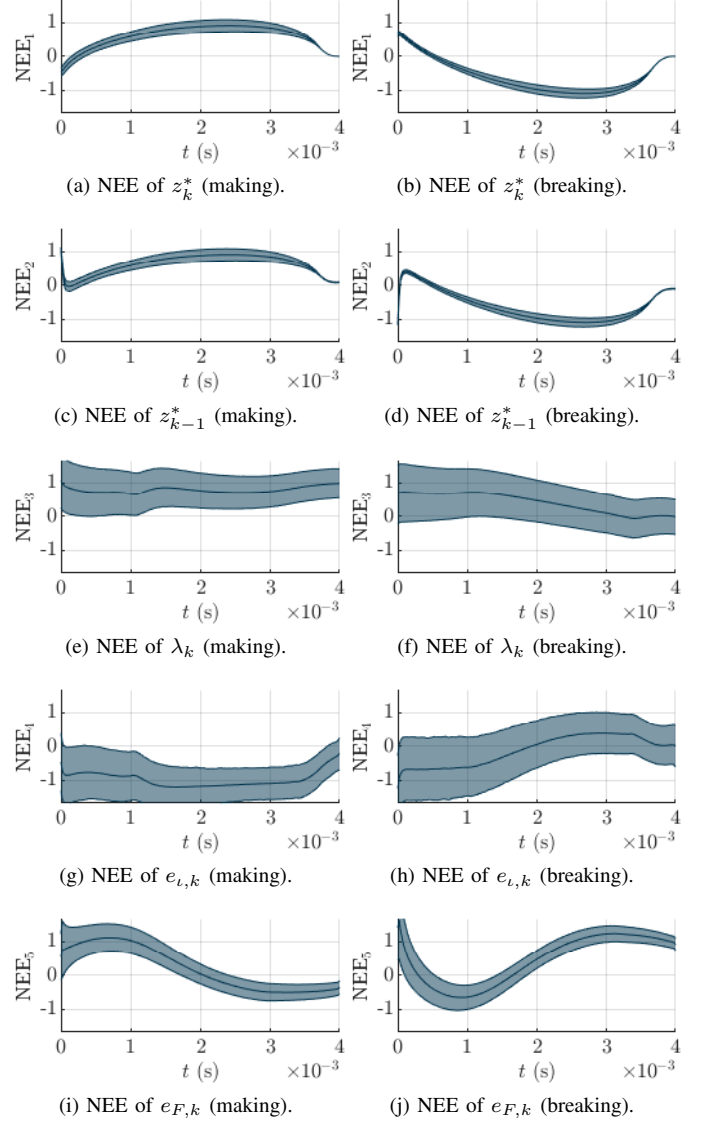 NEE1
1
0
-1
0 1 2 3 4
t (s) ×10−3
(a) NEE of z*k (making).
NEE1
1
0
-1
0 1 2 3 4
t (s) ×10−3
(b) NEE of z*k (breaking).
NEE2
1
0
-1
0 1 2 3 4
t (s) ×10−3
(c) NEE of z*k−1 (making).
NEE2
1
0
-1
0 1 2 3 4
t (s) ×10−3
(d) NEE of z*k−1 (breaking).
NEE3
1
0
-1
0 1 2 3 4
t (s) ×10−3
(e) NEE of λk (making).
NEE3
1
0
-1
0 1 2 3 4
t (s) ×10−3
(f) NEE of λk (breaking).
NEE4
1
0
-1
0 1 2 3 4
t (s) ×10−3
(g) NEE of eι,k (making).
NEE4
1
0
-1
0 1 2 3 4
t (s) ×10−3
(h) NEE of eι,k (breaking).
NEE5
1
0
-1
0 1 2 3 4
t (s) ×10−3
(i) NEE of eF,k (making).
NEE5
1
0
-1
0 1 2 3 4
t (s) ×10−3
(j) NEE of eF,k (breaking).